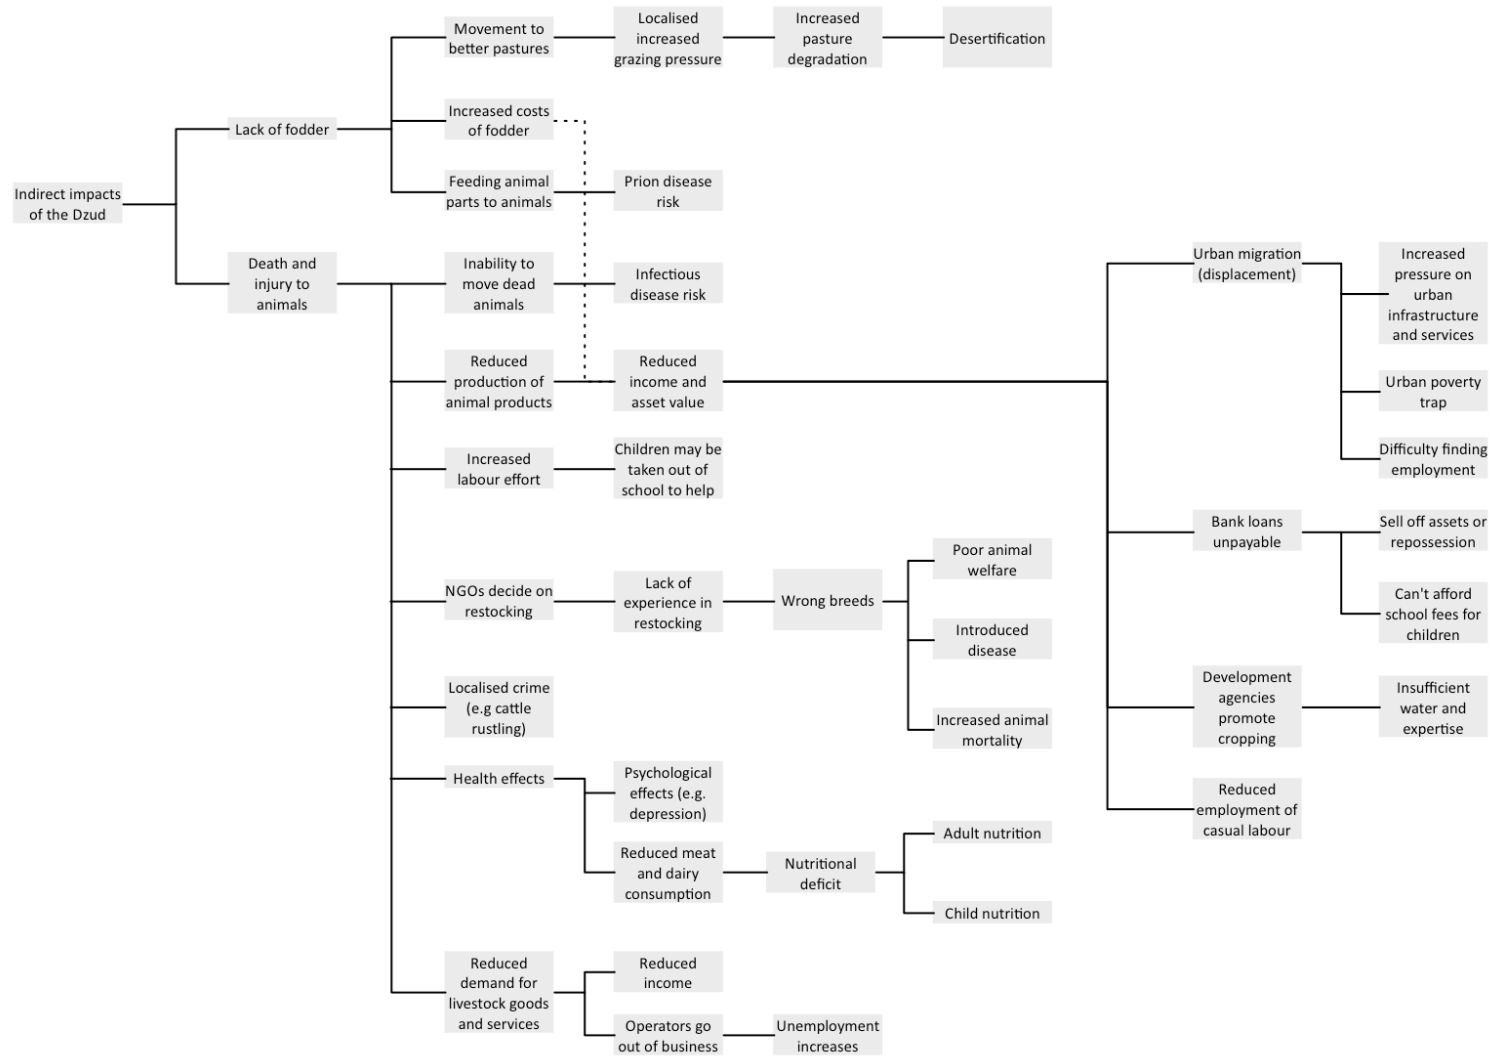 Indirect impacts
of the Dzud
Lack of fodder
Death and
injury to
animals
Movement to
better pastures
Localised
increased
grazing pressure
Increased
pasture
degradation
Desertification
Increased costs
of fodder
Feeding animal
parts to animals
Prion disease
risk
Inability to
move dead
animals
Infectious
disease risk
Reduced
production of
animal products
Reduced
income and
asset value
Increased
labour effort
Children may be
taken out of
school to help
NGOs decide on
restocking
Lack of
experience in
restocking
Wrong breeds
Poor animal
welfare
Introduced
disease
Increased animal
mortality
Localised crime
(e.g cattle
rustling)
Health effects
Psychological
effects (e.g.
depression)
Reduced meat
and dairy
consumption
Nutritional
deficit
Adult nutrition
Child nutrition
Reduced
demand for
livestock goods
and services
Reduced
income
Operators go
out of business
Unemployment
increases
Urban migration
(displacement)
Increased
pressure on
urban
infrastructure
and services
Urban poverty
trap
Difficulty finding
employment
Bank loans
unpayable
Sell off assets or
repossession
Can't afford
school fees for
children
Development
agencies
promote
cropping
Insufficient
water and
expertise
Reduced
employment of
casual labour